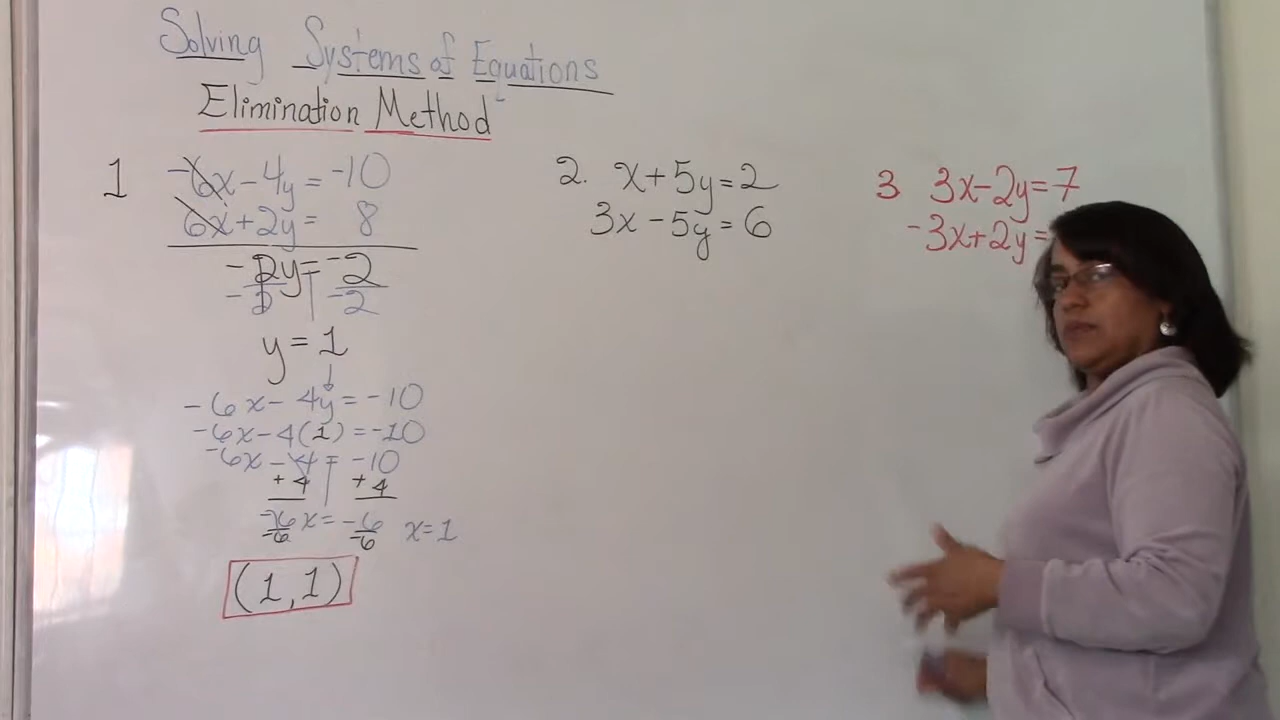 Solving Systems of Equations
Elimination Method
1
-6x - 4y = -10
6x + 2y = 8
-2y = -2
-2 -2
y = 1
-6x - 4y = -10
-6x - 4(1) = -10
-6x - 4 = -10
+4 +4
-6x = -6 x = 1
-6 -6
(1,1)
2. x + 5y = 2
3x - 5y = 6
3 3x - 2y = 7
-3x + 2y =